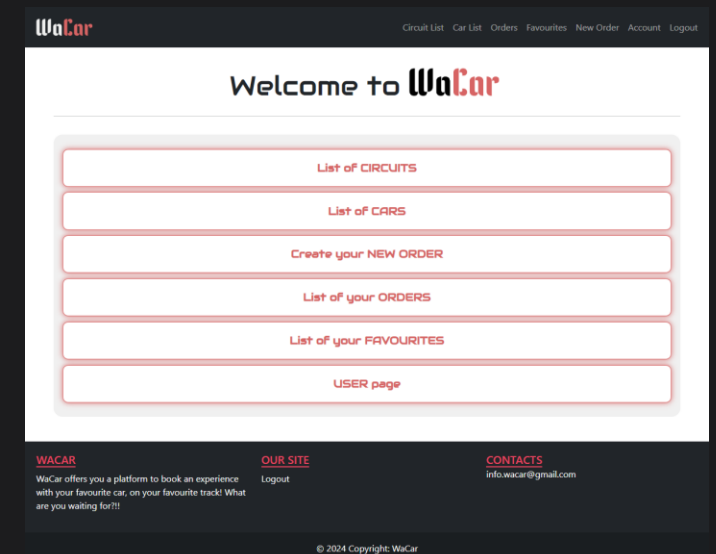 WaCar
Circuit List Car List Orders Favourites New Order Account Logout
Welcome to WaCar
List of CIRCUITS
List of CARS
Create your NEW ORDER
List of your ORDERS
List of your FAVOURITES
USER page
WACAR
WaCar offers you a platform to book an experience
with your favourite car, on your favourite track! What
are you waiting for?!!
OUR SITE
Logout
CONTACTS
info.wacar@gmail.com
© 2024 Copyright: WaCar